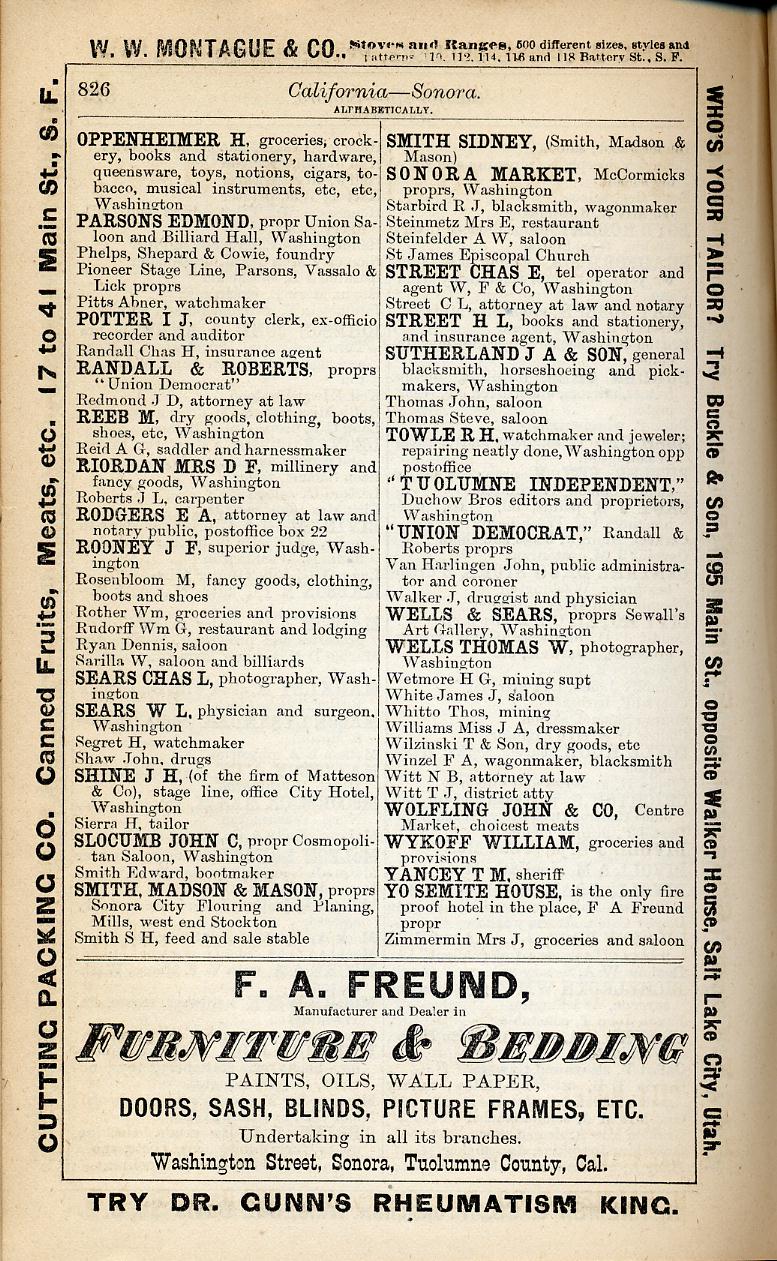 W. W. MONTAGUE & CO., Stoves and Ranges, 500 different sizes, styles and
110, 112, 114, 116 and 118 Battery St., S. F.
826
California—Sonora.
ALPHABETICALLY.
OPPENHEIMER H, groceries, crock-
ery, books and stationery, hardware,
queensware, toys, notions, cigars, to-
bacco, musical instruments, etc, etc,
Washington
PARSONS EDMOND, propr Union Sa-
loon and Billiard Hall, Washington
Phelps, Shepard & Cowie, foundry
Pioneer Stage Line, Parsons, Vassalo &
Lick proprs
Pitts Abner, watchmaker
POTTER I J, county clerk, ex-officio
recorder and auditor
Randall Chas H, insurance agent
RANDALL & ROBERTS, proprs
"Union Democrat"
Redmond J D, attorney at law
REEB M, dry goods, clothing, boots,
shoes, etc, Washington
Reid A G, saddler and harnessmaker
RIORDAN MRS D F, millinery and
fancy goods, Washington
Roberts J L, carpenter
RODGERS E A, attorney at law and
notary public, postoffice box 22
ROONEY J F, superior judge, Wash-
ington
Rosenbloom M, fancy goods, clothing,
boots and shoes
Rother Wm, groceries and provisions
Rudorff Wm G, restaurant and lodging
Ryan Dennis, saloon
Sarilla W, saloon and billiards
SEARS CHAS L, photographer, Wash-
ington
SEARS W L, physician and surgeon,
Washington
Segret H, watchmaker
Shaw John, drugs
SHINE J H, (of the firm of Matteson
& Co), stage line, office City Hotel,
Washington
Sierra H, tailor
SLOCUMB JOHN C, propr Cosmopoli-
tan Saloon, Washington
Smith Edward, bootmaker
SMITH, MADSON & MASON, proprs
Sonora City Flouring and Planing,
Mills, west end Stockton
Smith S H, feed and sale stable
SMITH SIDNEY, (Smith, Madson &
Mason)
SONORA MARKET, McCormicks
proprs, Washington
Starbird R J, blacksmith, wagonmaker
Steinmetz Mrs E, restaurant
Steinfelder A W, saloon
St James Episcopal Church
STREET CHAS E, tel operator and
agent W, F & Co, Washington
Street C L, attorney at law and notary
STREET H L, books and stationery,
and insurance agent, Washington
SUTHERLAND J A & SON, general
blacksmith, horseshoeing and pick-
makers, Washington
Thomas John, saloon
Thomas Steve, saloon
TOWLE R H, watchmaker and jeweler;
repairing neatly done, Washington opp
postoffice
"TUOLUMNE INDEPENDENT,"
Duchow Bros editors and proprietors,
Washington
"UNION DEMOCRAT," Randall &
Roberts proprs
Van Harlingen John, public administra-
tor and coroner
Walker J, druggist and physician
WELLS & SEARS, proprs Sewall's
Art Gallery, Washington
WELLS THOMAS W, photographer,
Washington
Wetmore H G, mining supt
White James J, saloon
Whitto Thos, mining
Williams Miss J A, dressmaker
Wilzinski T & Son, dry goods, etc
Winzel F A, wagonmaker, blacksmith
Witt N B, attorney at law
Witt T J, district atty
WOLFLING JOHN & CO, Centre
Market, choicest meats
WYKOFF WILLIAM, groceries and
provisions
YANCEY T M, sheriff
YO SEMITE HOUSE, is the only fire
proof hotel in the place, F A Freund
propr
Zimmermin Mrs J, groceries and saloon
F. A. FREUND,
Manufacturer and Dealer in
FURNITURE & BEDDING
PAINTS, OILS, WALL PAPER,
DOORS, SASH, BLINDS, PICTURE FRAMES, ETC.
Undertaking in all its branches.
Washington Street, Sonora, Tuolumne County, Cal.
TRY DR. GUNN'S RHEUMATISM KING.
CUTTING PACKING CO. Canned Fruits, Meats, etc. 17 to 41 Main St., S. F.
WHO'S YOUR TAILOR? Try Buckle & Son, 195 Main St., opposite Walker House, Salt Lake City, Utah.